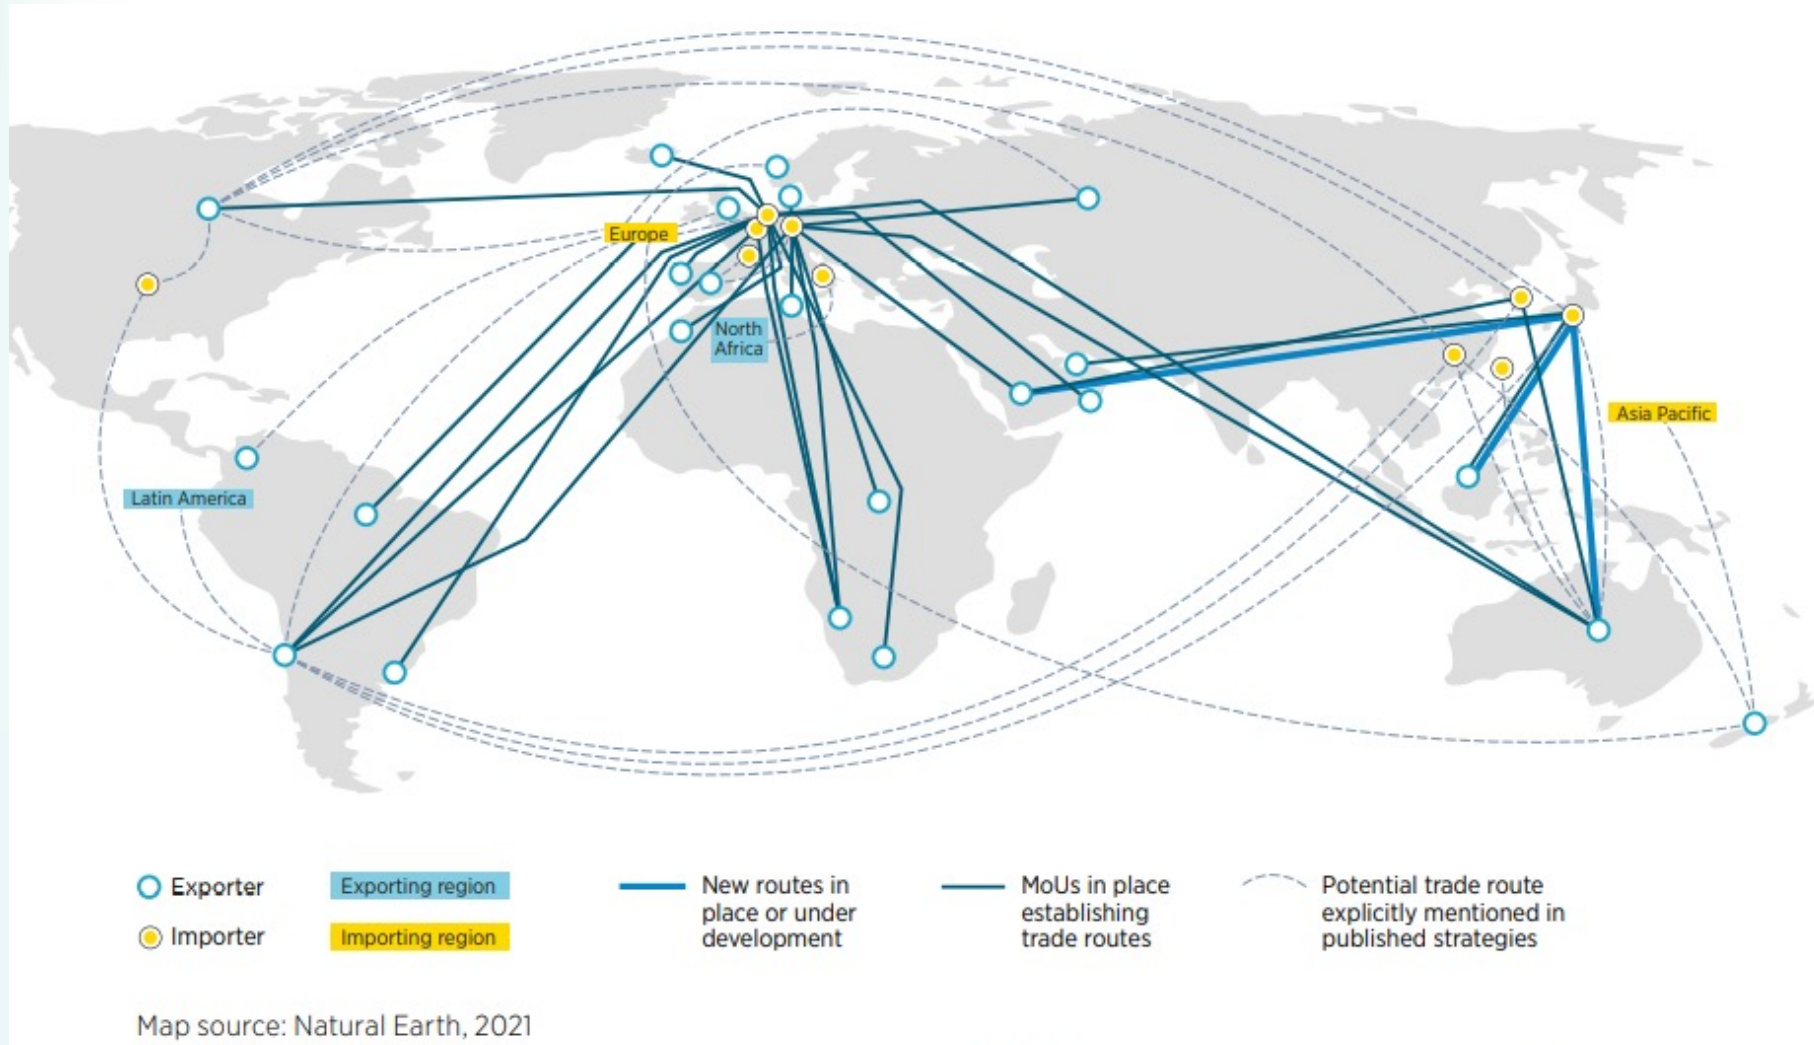 Europe
North
Africa
Asia Pacific
Latin America
Exporter
Importer
Exporting region
Importing region
New routes in
place or under
development
MoUs in place
establishing
trade routes
Potential trade route
explicitly mentioned in
published strategies
Map source: Natural Earth, 2021